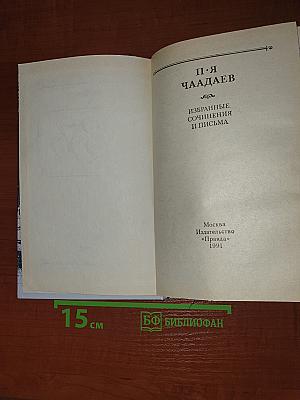 П·Я
ЧААДАЕВ
ИЗБРАННЫЕ
СОЧИНЕНИЯ
И ПИСЬМА
Москва
Издательство
«Правда»
1991
15 см
БФ БИБЛИОФАН